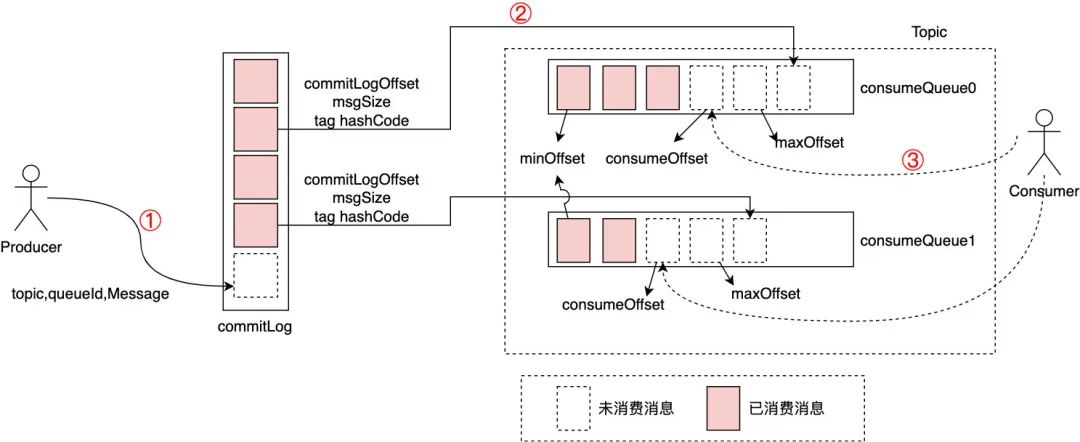 ②
Topic
commitLogOffset
msgSize
tag hashCode
consumeQueue0
minOffset
consumeOffset
maxOffset
③
Consumer
commitLogOffset
msgSize
tag hashCode
①
Producer
consumeQueue1
topic,queueId,Message
consumeOffset
maxOffset
commitLog
未消费消息
已消费消息